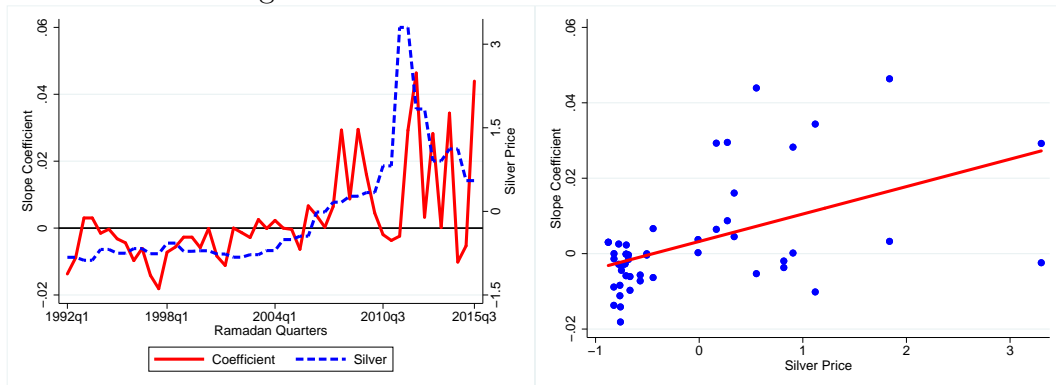 Slope Coefficient
.06
.04
.02
0
-.02
Silver Price
3
1.5
0
-1.5
1992q1 1998q1 2004q1 2010q3 2015q3
Ramadan Quarters
Coefficient Silver
Slope Coefficient
.06
.04
.02
0
-.02
-1 0 1 2 3
Silver Price